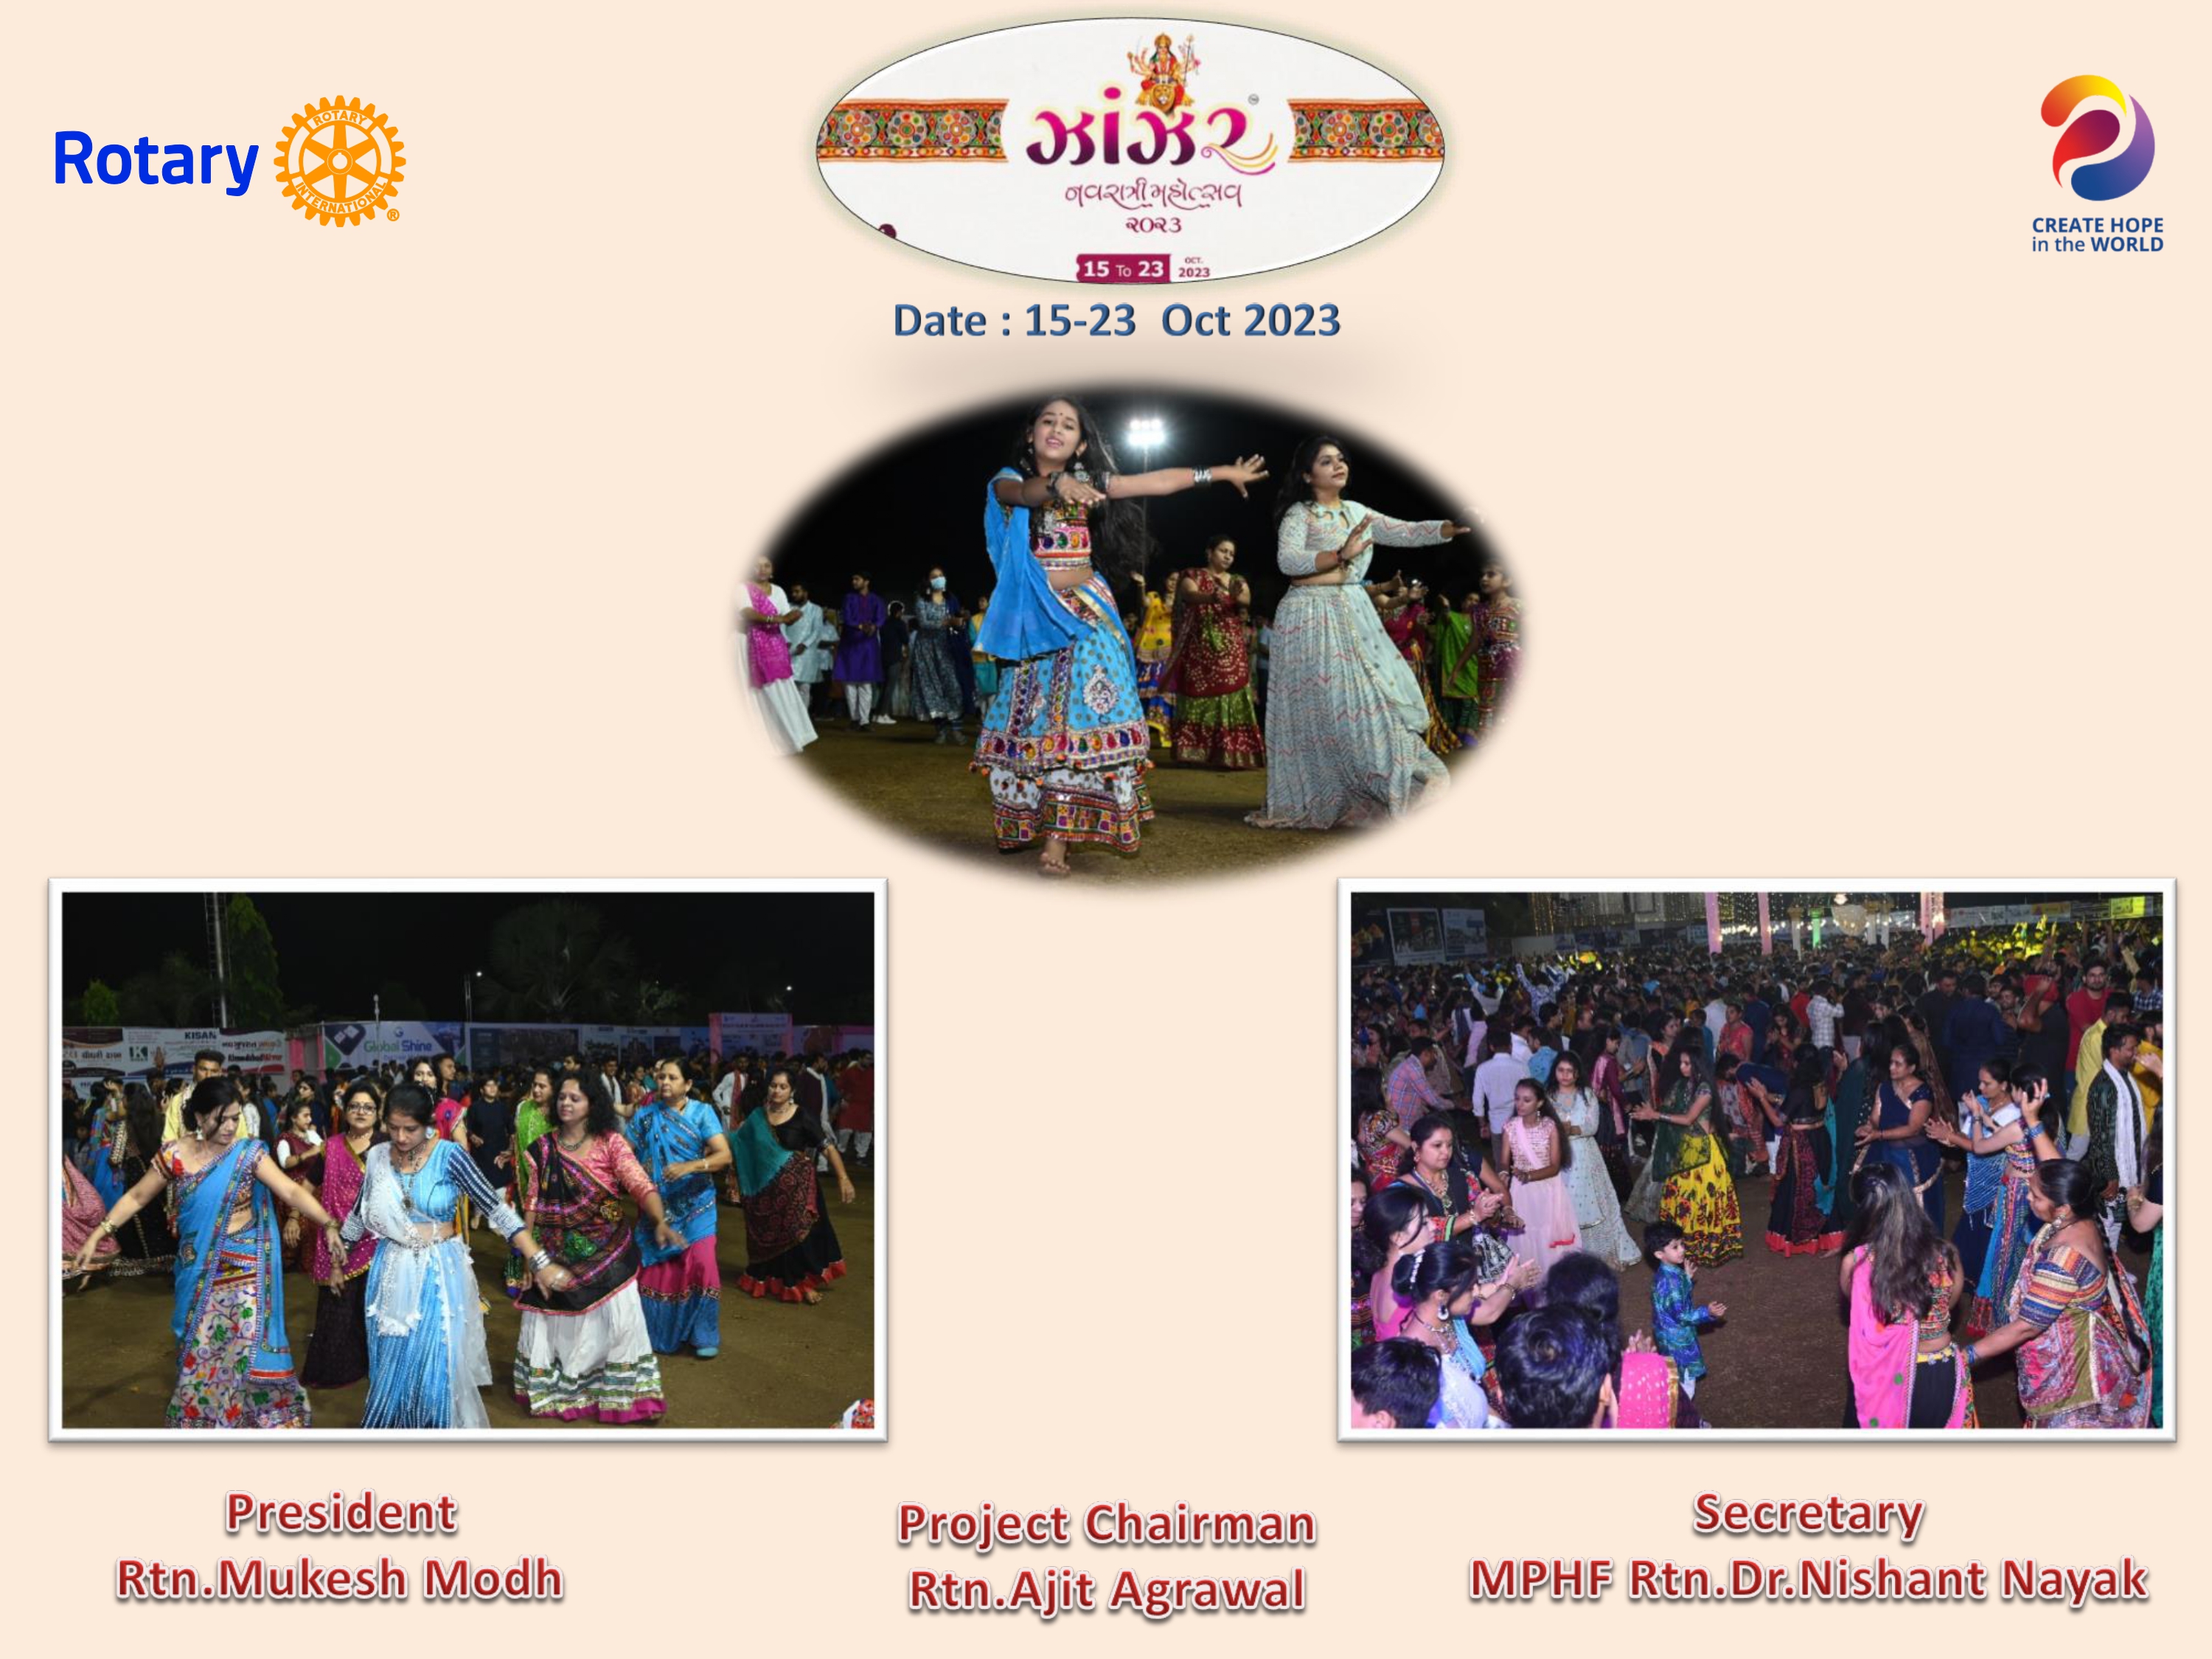 Rotary
ROTARY
INTERNATIONAL
®
ઝાંઝર
નવરાત્રી મહોત્સવ
૨૦૨૩
15 To 23 OCT. 2023
CREATE HOPE
in the WORLD
Date : 15-23 Oct 2023
KISAN
Global Shine
President
Rtn.Mukesh Modh
Project Chairman
Rtn.Ajit Agrawal
Secretary
MPHF Rtn.Dr.Nishant Nayak